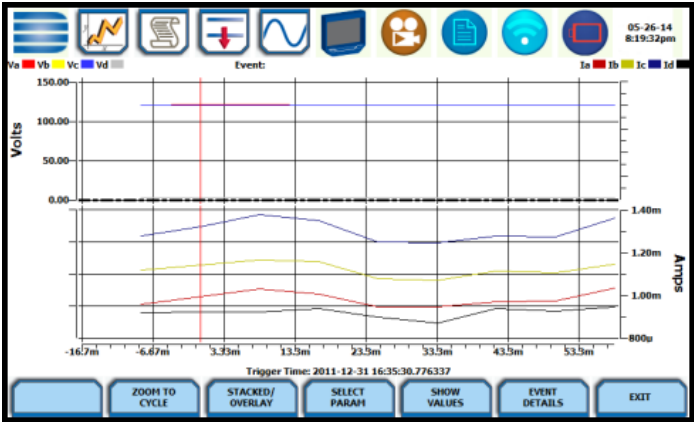 05-26-14
8:19:32pm
Va Vb Vc Vd Event: Ia Ib Ic Id
150.00
100.00
Volts
50.00
0.00
1.40m
1.20m
Amps
1.00m
800µ
-16.7m -6.67m 3.33m 13.3m 23.3m 33.3m 43.3m 53.3m
Trigger Time: 2011-12-31 16:35:30.776337
ZOOM TO STACKED/ SELECT SHOW EVENT EXIT
CYCLE OVERLAY PARAM VALUES DETAILS